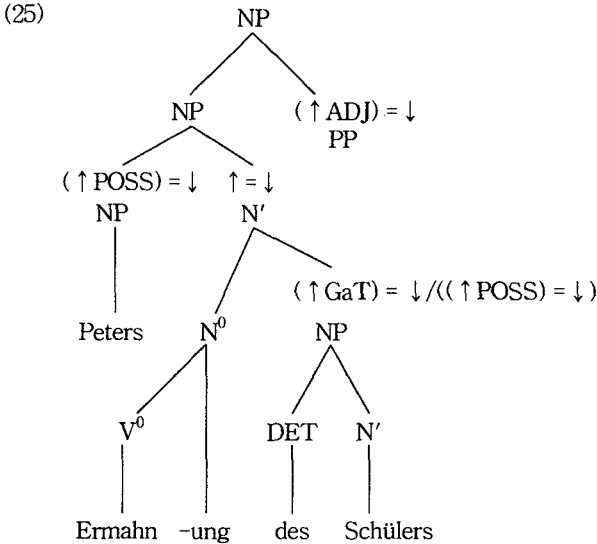 (25)
NP
NP (↑ADJ) = ↓
PP
(↑POSS) = ↓ ↑=↓
NP N′
(↑GaT) = ↓/((↑POSS) = ↓)
Peters N⁰ NP
V⁰ DET N′
Ermahn -ung des Schülers